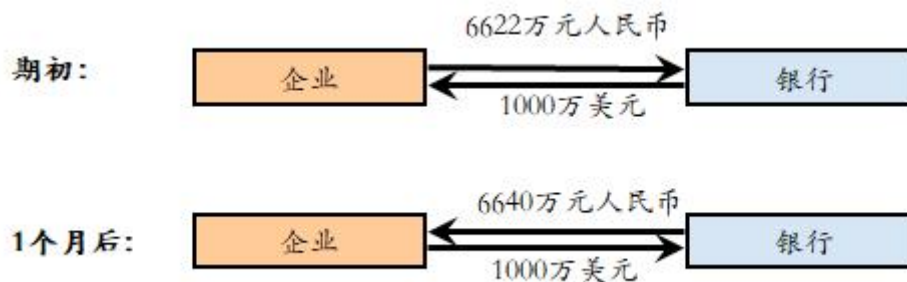 6622万元人民币
期初：
企业
银行
1000万美元
6640万元人民币
1个月后：
企业
银行
1000万美元